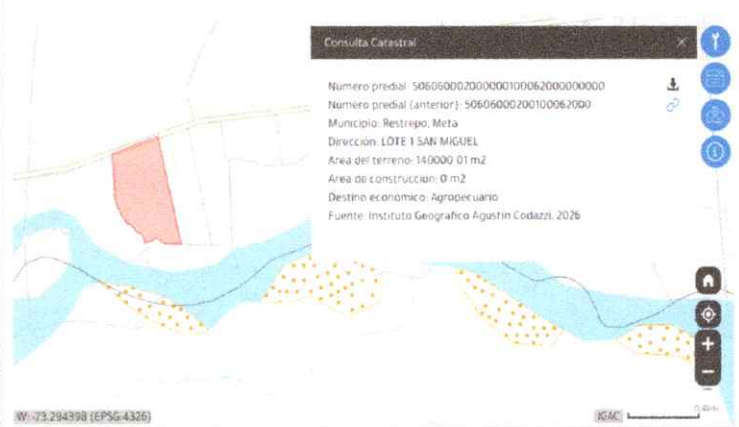 Consulta Catastral
Numero predial: 506060002000000100062000000000
Numero predial (anterior): 50606000200100062000
Municipio: Restrepo, Meta
Dirección: LOTE 1 SAN MIGUEL
Area del terreno: 140000.01 m2
Area de construcción: 0 m2
Destino economico: Agropecuario
Fuente: Instituto Geografico Agustin Codazzi, 2026
W: -73.294398 (EPSG:4326)
IGAC